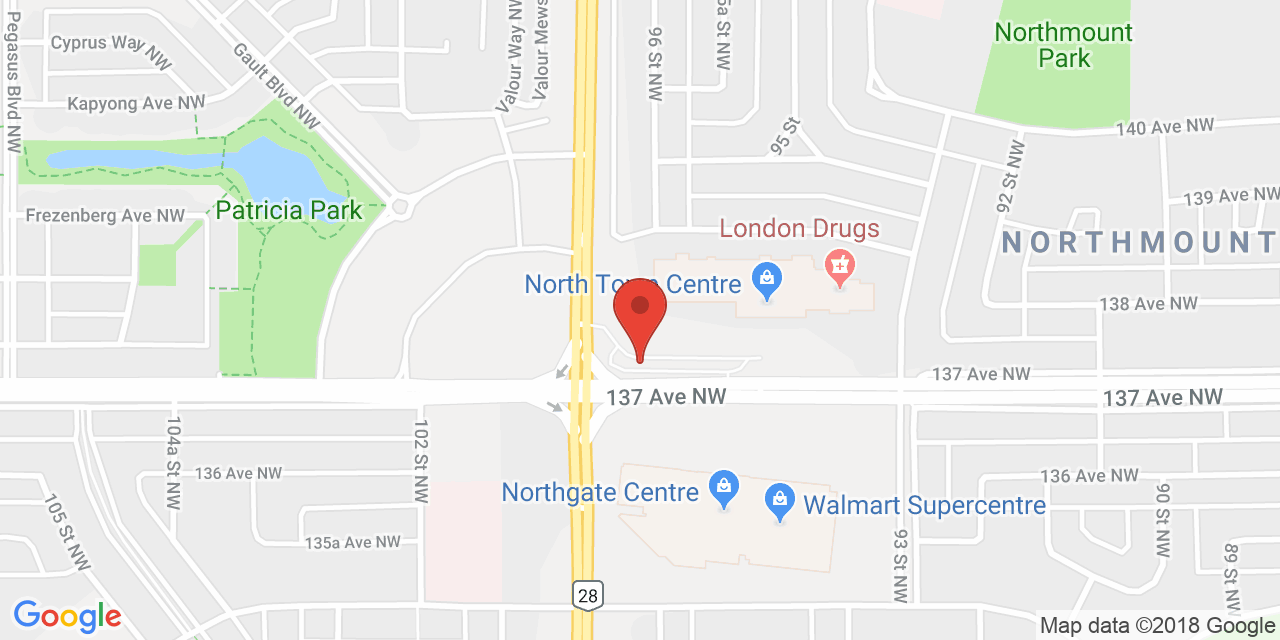 Pegasus Blvd NW
Cyprus Way NW
Gault Blvd NW
Kapyong Ave NW
Valour Way NW
Valour Mews
96 St NW
5a St NW
95 St
Northmount
Park
140 Ave NW
92 St NW
139 Ave NW
NORTHMOUNT
Frezenberg Ave NW
Patricia Park
London Drugs
North Town Centre
138 Ave NW
137 Ave NW
137 Ave NW
137 Ave NW
104a St NW
102 St NW
136 Ave NW
105 St NW
135a Ave NW
Northgate Centre
Walmart Supercentre
136 Ave NW
90 St NW
93 St NW
89 St NW
28
Google
Map data ©2018 Google